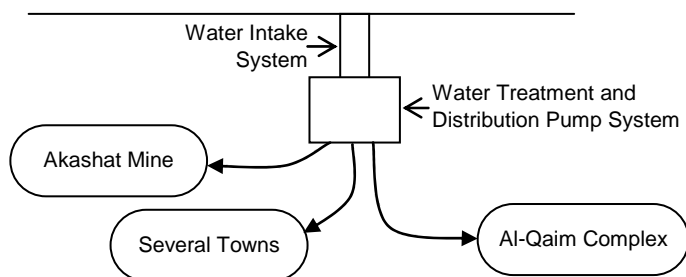 Water Intake
System
Water Treatment and
Distribution Pump System
Akashat Mine
Several Towns
Al-Qaim Complex